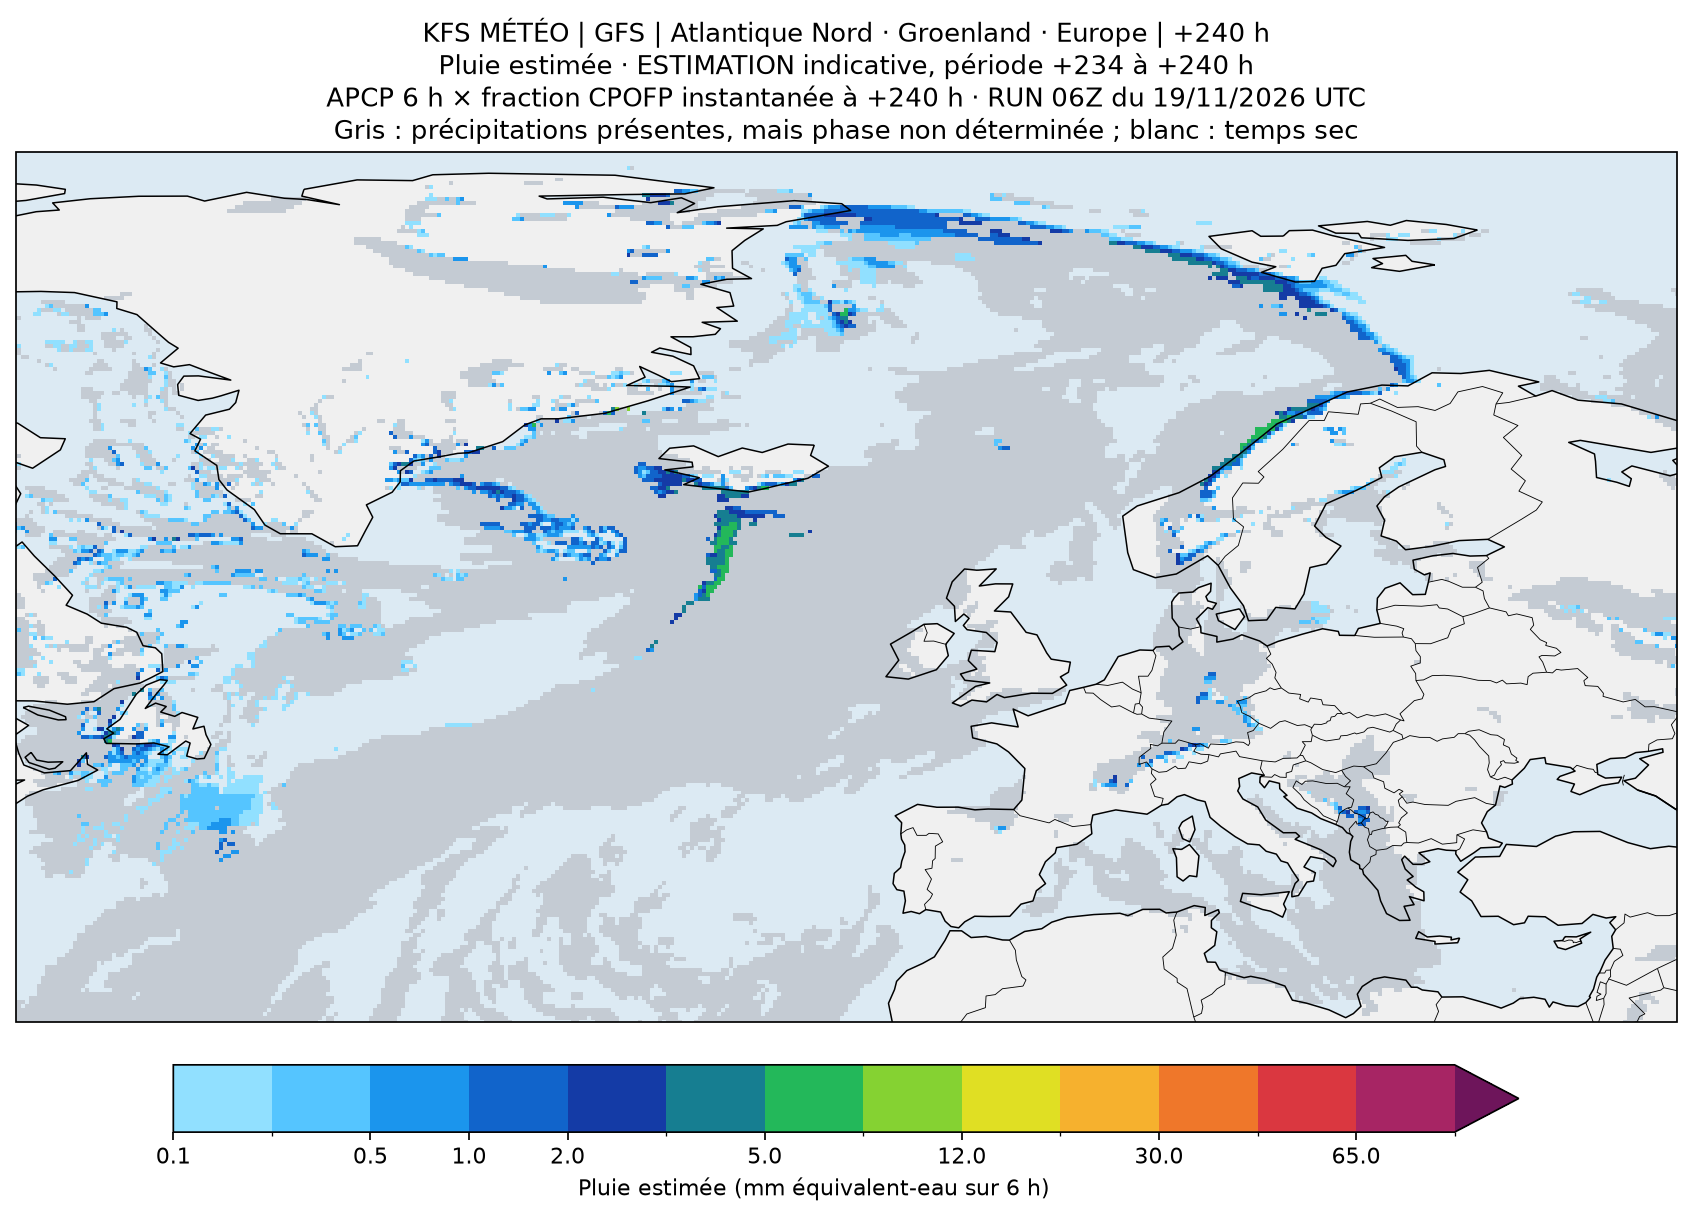 KFS MÉTÉO | GFS | Atlantique Nord · Groenland · Europe | +240 h
Pluie estimée · ESTIMATION indicative, période +234 à +240 h
APCP 6 h × fraction CPOFP instantanée à +240 h · RUN 06Z du 19/11/2026 UTC
Gris : précipitations présentes, mais phase non déterminée ; blanc : temps sec
0.1 0.5 1.0 2.0 5.0 12.0 30.0 65.0
Pluie estimée (mm équivalent-eau sur 6 h)